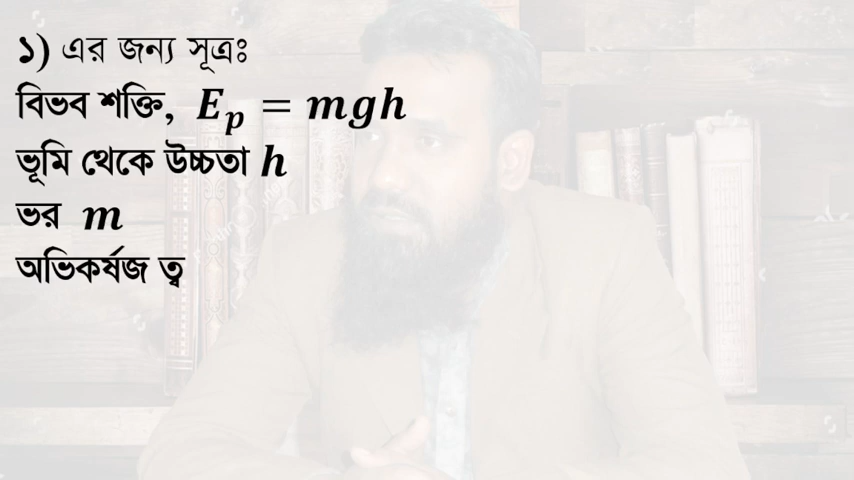 ১) এর জন্য সূত্রঃ
বিভব শক্তি, E_p = mgh
ভূমি থেকে উচ্চতা h
ভর m
অভিকর্ষজ ত্ব